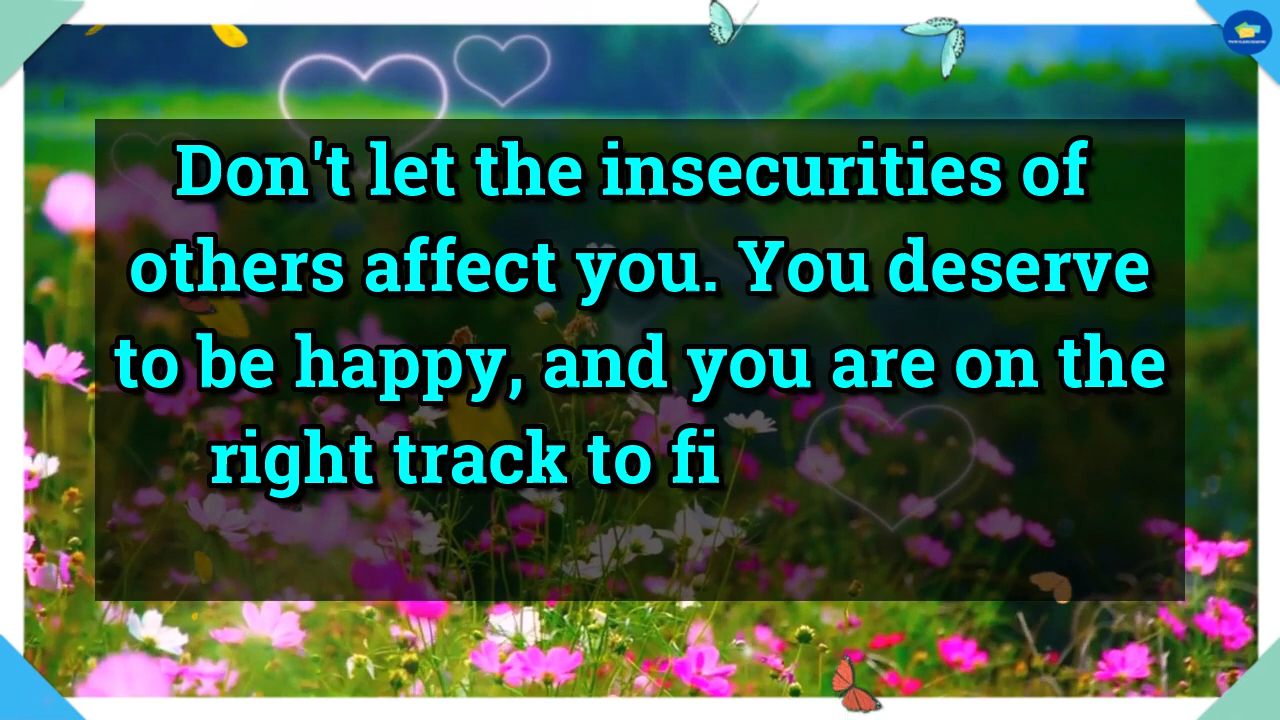 Don't let the insecurities of
others affect you. You deserve
to be happy, and you are on the
right track to fi